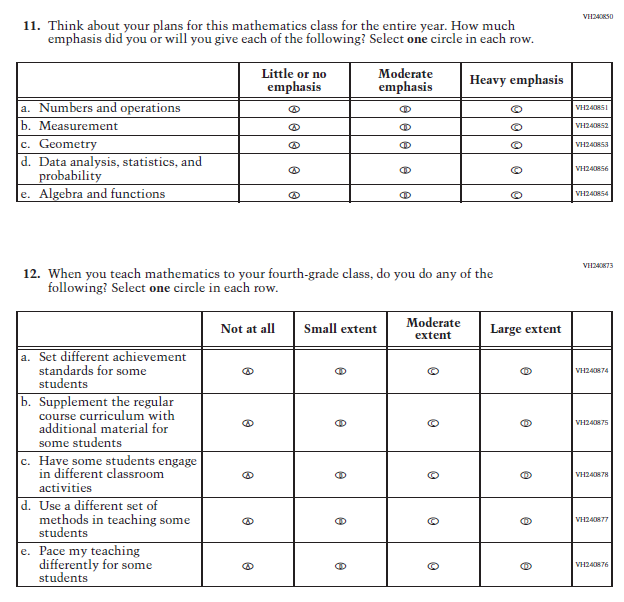 VH240850
11. Think about your plans for this mathematics class for the entire year. How much
emphasis did you or will you give each of the following? Select one circle in each row.
Little or no
emphasis
Moderate
emphasis
Heavy emphasis
a. Numbers and operations A B C VH240851
b. Measurement A B C VH240852
c. Geometry A B C VH240853
d. Data analysis, statistics, and
probability A B C VH240856
e. Algebra and functions A B C VH240854
VH240873
12. When you teach mathematics to your fourth-grade class, do you do any of the
following? Select one circle in each row.
Not at all
Small extent
Moderate
extent
Large extent
a. Set different achievement
standards for some A B C D VH240874
students
b. Supplement the regular
course curriculum with
additional material for A B C D VH240875
some students
c. Have some students engage
in different classroom A B C D VH240878
activities
d. Use a different set of
methods in teaching some A B C D VH240877
students
e. Pace my teaching
differently for some A B C D VH240876
students